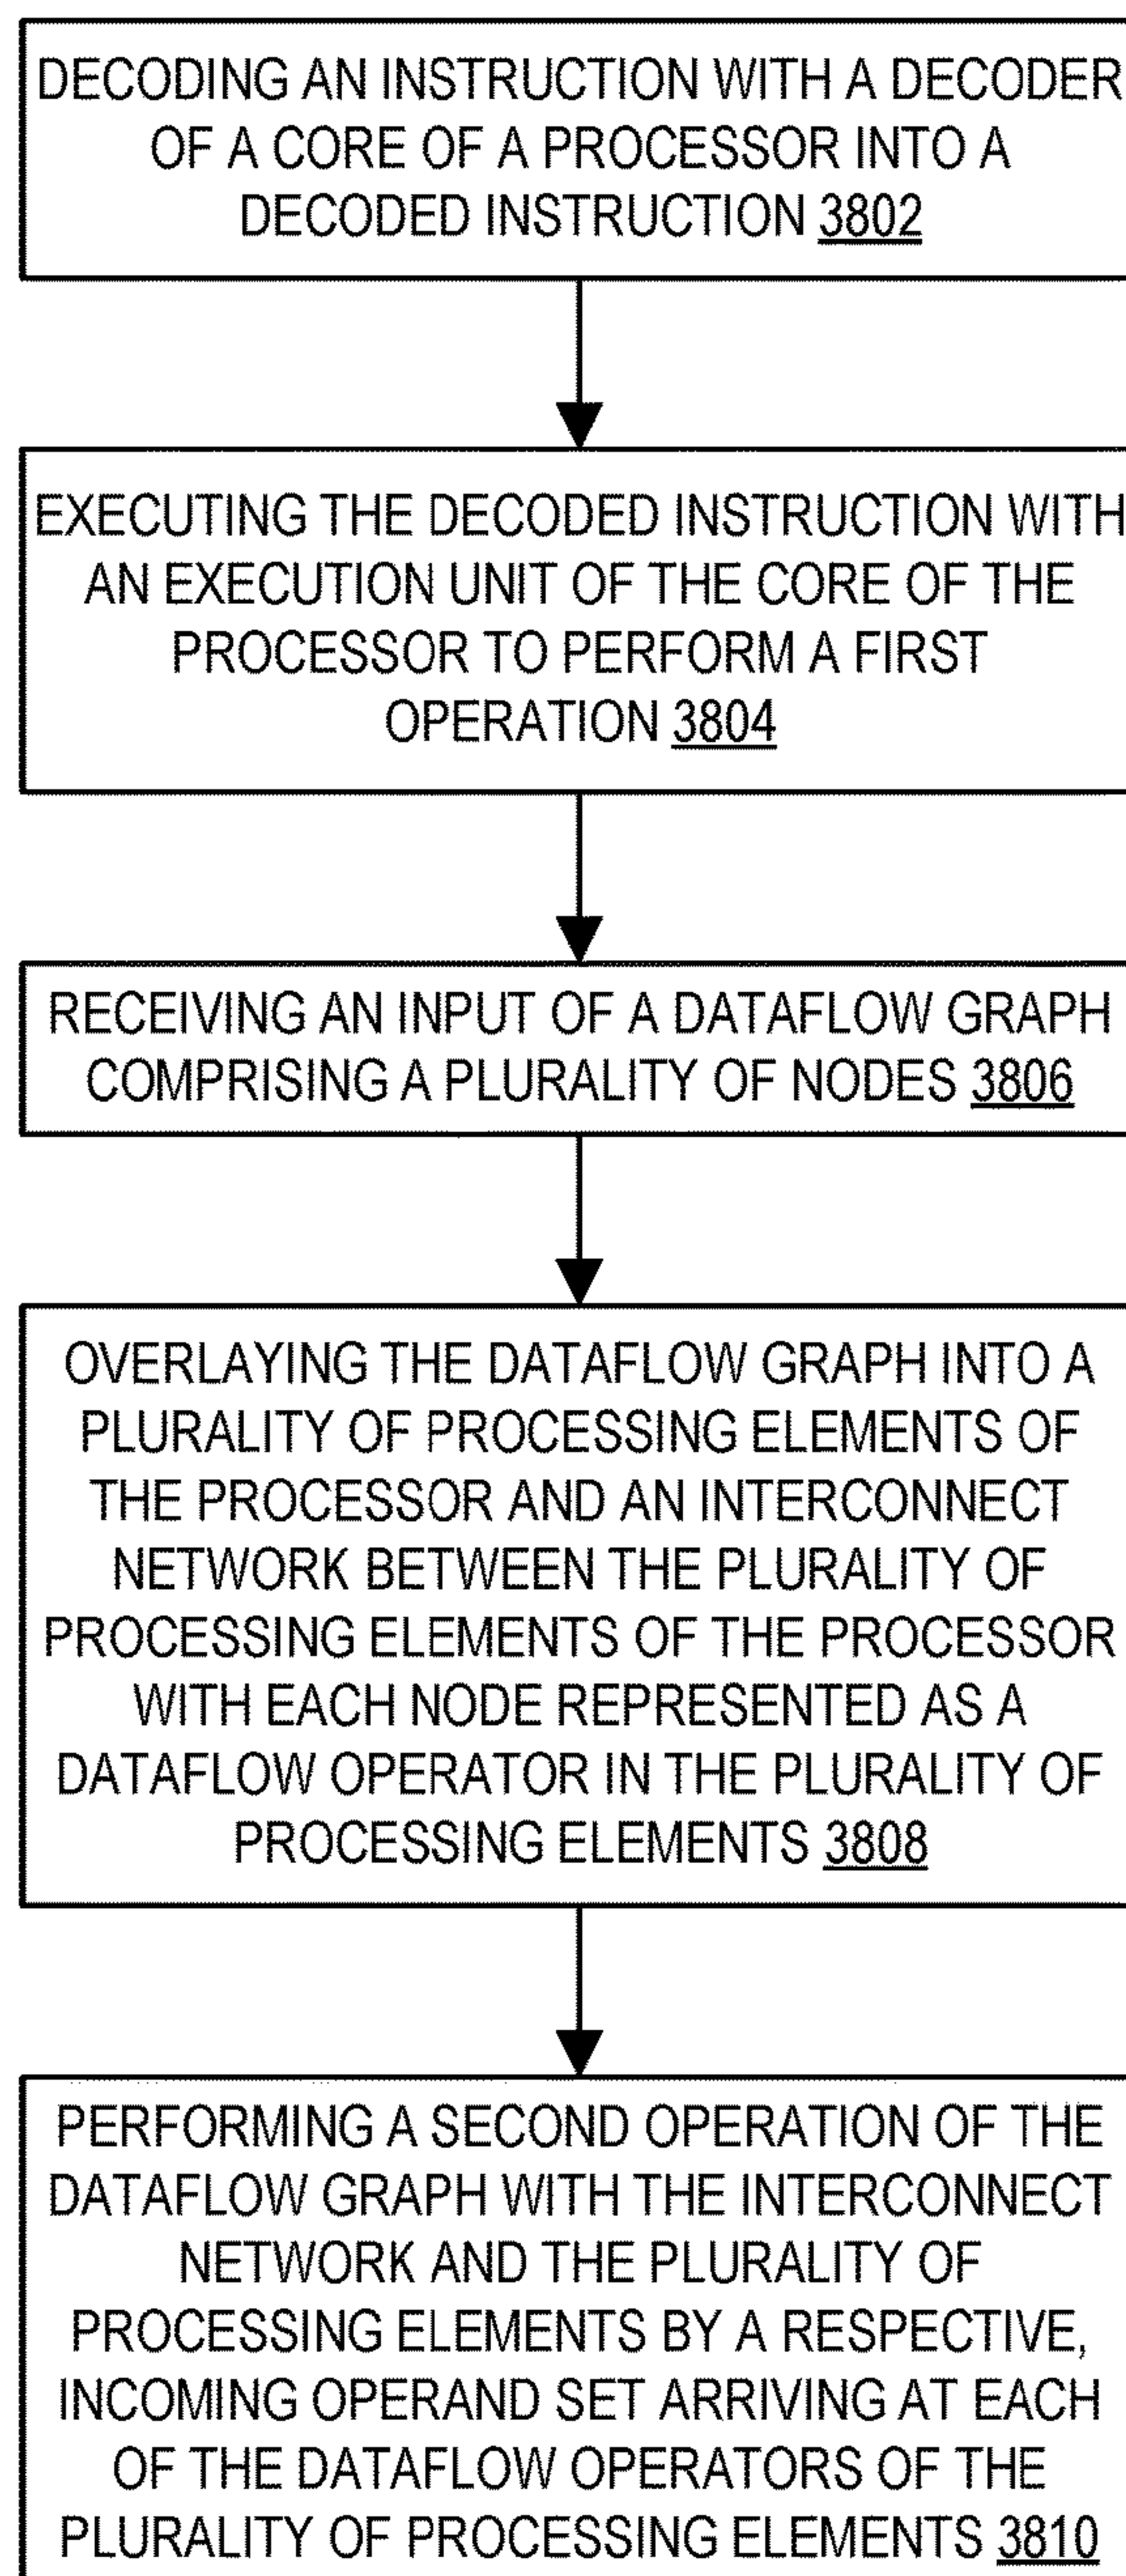 DECODING AN INSTRUCTION WITH A DECODER
OF A CORE OF A PROCESSOR INTO A
DECODED INSTRUCTION 3802
EXECUTING THE DECODED INSTRUCTION WITH
AN EXECUTION UNIT OF THE CORE OF THE
PROCESSOR TO PERFORM A FIRST
OPERATION 3804
RECEIVING AN INPUT OF A DATAFLOW GRAPH
COMPRISING A PLURALITY OF NODES 3806
OVERLAYING THE DATAFLOW GRAPH INTO A
PLURALITY OF PROCESSING ELEMENTS OF
THE PROCESSOR AND AN INTERCONNECT
NETWORK BETWEEN THE PLURALITY OF
PROCESSING ELEMENTS OF THE PROCESSOR
WITH EACH NODE REPRESENTED AS A
DATAFLOW OPERATOR IN THE PLURALITY OF
PROCESSING ELEMENTS 3808
PERFORMING A SECOND OPERATION OF THE
DATAFLOW GRAPH WITH THE INTERCONNECT
NETWORK AND THE PLURALITY OF
PROCESSING ELEMENTS BY A RESPECTIVE,
INCOMING OPERAND SET ARRIVING AT EACH
OF THE DATAFLOW OPERATORS OF THE
PLURALITY OF PROCESSING ELEMENTS 3810